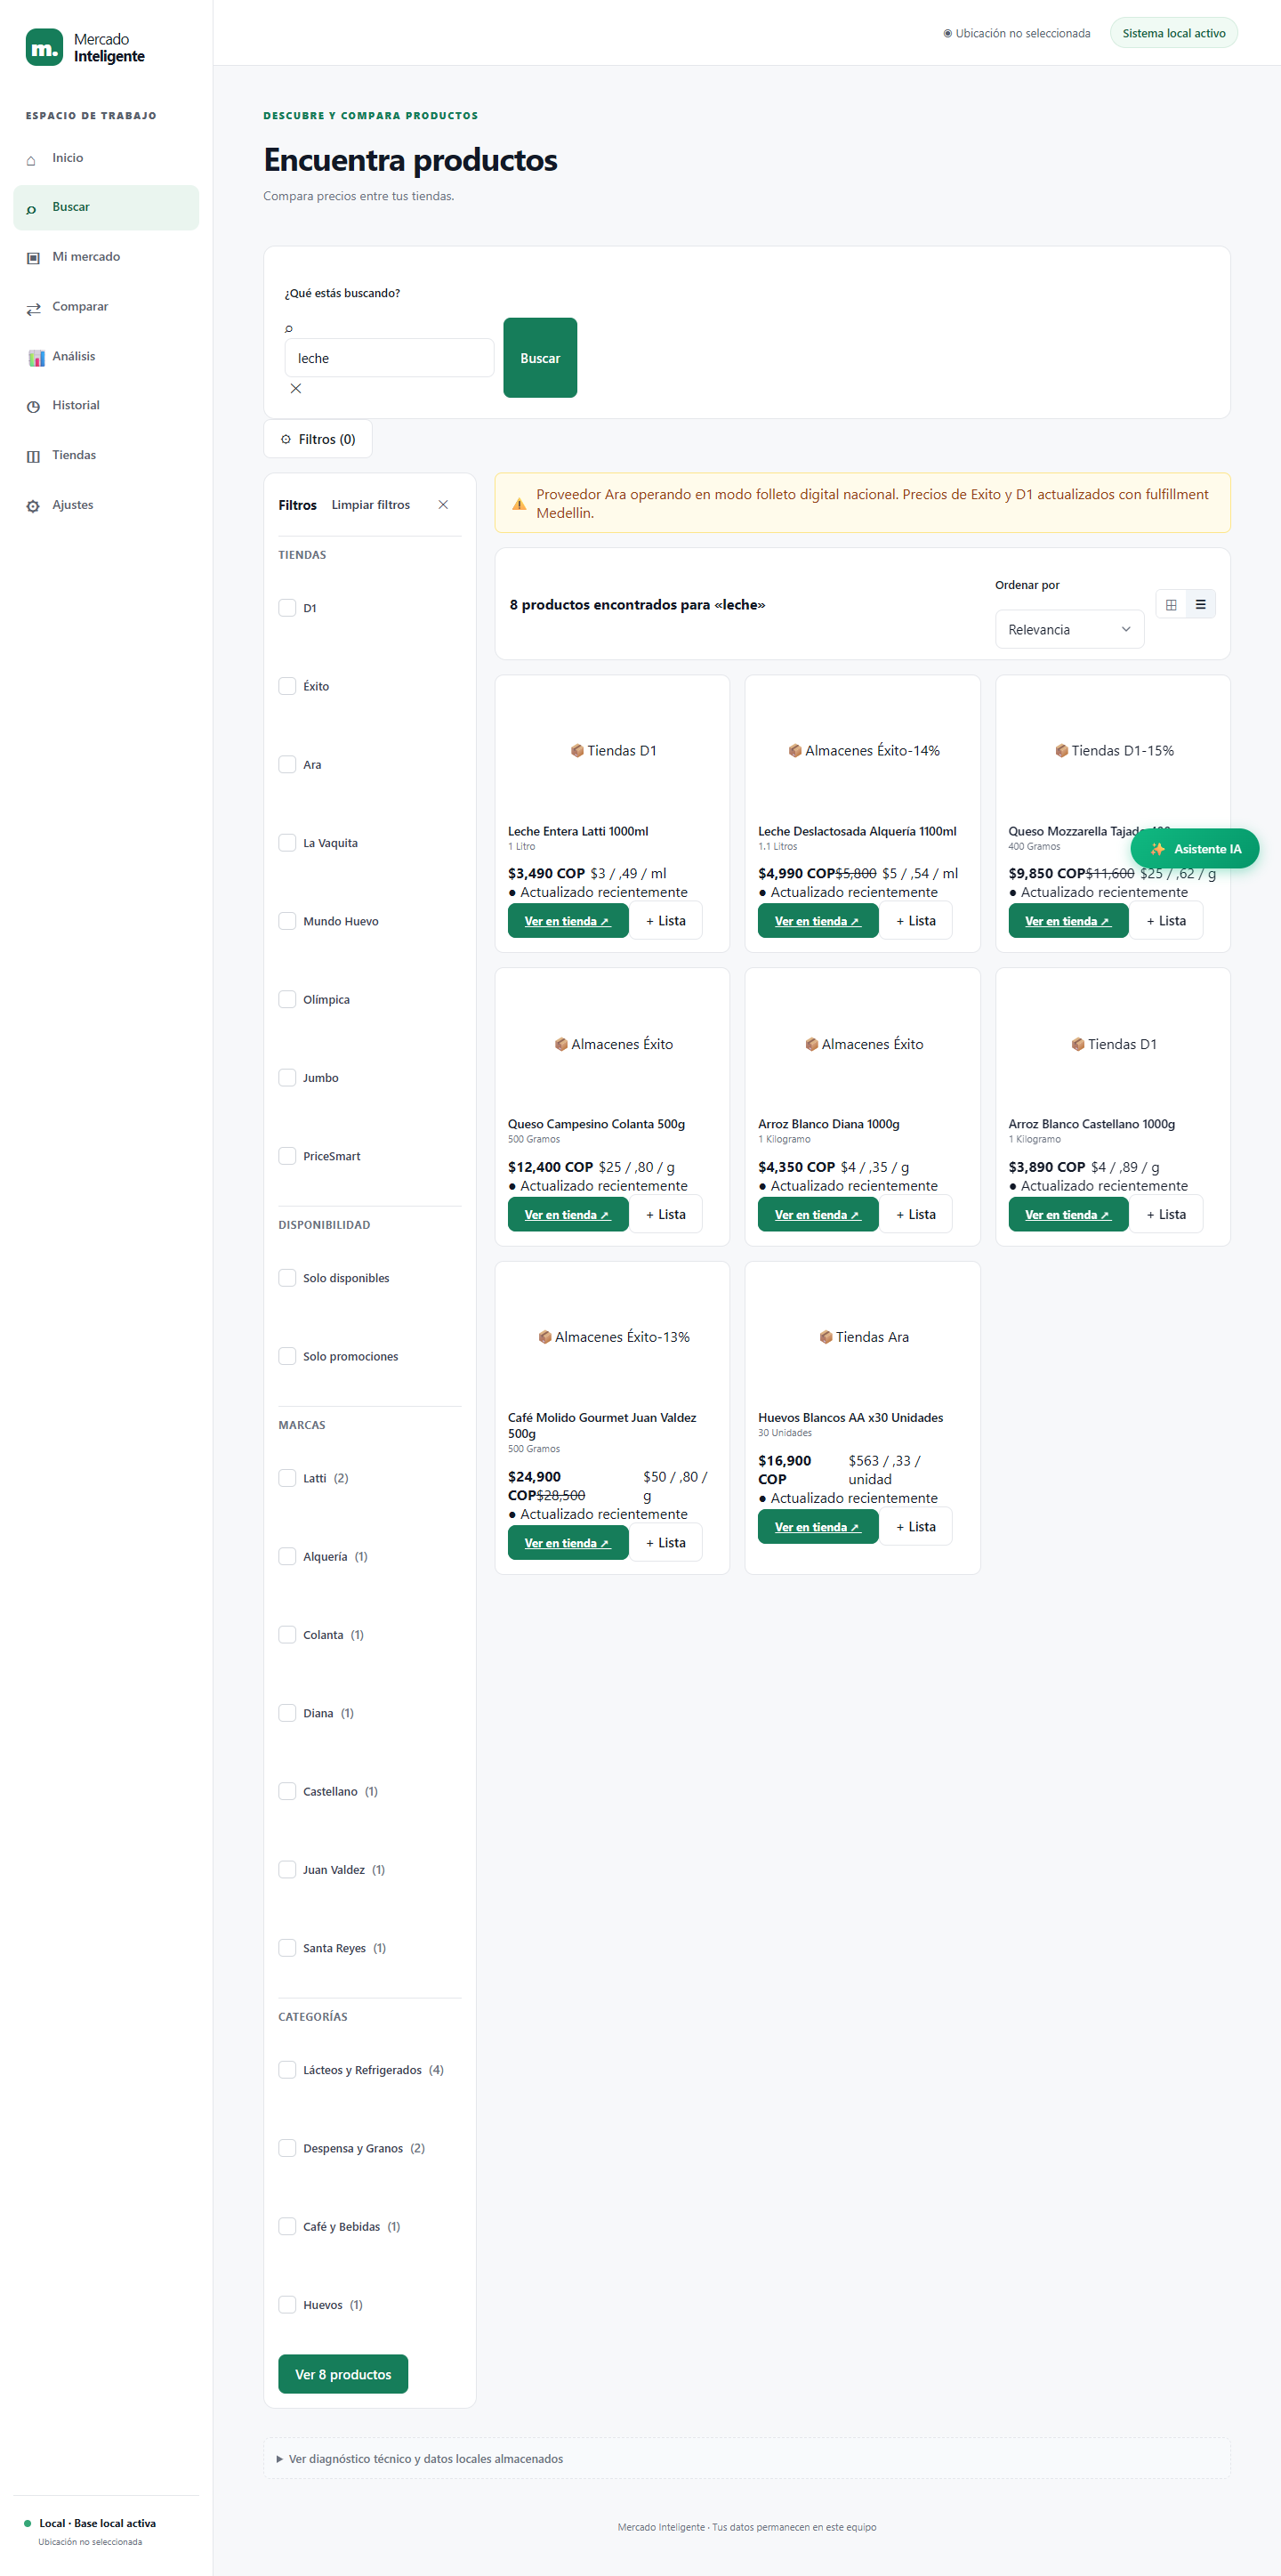 m. Mercado
Inteligente
ESPACIO DE TRABAJO
Inicio
Buscar
Mi mercado
Comparar
Análisis
Historial
Tiendas
Ajustes
Local · Base local activa
Ubicación no seleccionada
◉ Ubicación no seleccionada
Sistema local activo
DESCUBRE Y COMPARA PRODUCTOS
Encuentra productos
Compara precios entre tus tiendas.
¿Qué estás buscando?
leche
Buscar
Filtros (0)
Filtros Limpiar filtros ×
TIENDAS
D1
Éxito
Ara
La Vaquita
Mundo Huevo
Olímpica
Jumbo
PriceSmart
DISPONIBILIDAD
Solo disponibles
Solo promociones
MARCAS
Latti (2)
Alquería (1)
Colanta (1)
Diana (1)
Castellano (1)
Juan Valdez (1)
Santa Reyes (1)
CATEGORÍAS
Lácteos y Refrigerados (4)
Despensa y Granos (2)
Café y Bebidas (1)
Huevos (1)
Ver 8 productos
Proveedor Ara operando en modo folleto digital nacional. Precios de Exito y D1 actualizados con fulfillment
Medellin.
8 productos encontrados para «leche»
Ordenar por
Relevancia
Tiendas D1
Leche Entera Latti 1000ml
1 Litro
$3,490 COP $3 / ,49 / ml
● Actualizado recientemente
Ver en tienda ↗ + Lista
Almacenes Éxito-14%
Leche Deslactosada Alquería 1100ml
1.1 Litros
$4,990 COP$5,800 $5 / ,54 / ml
● Actualizado recientemente
Ver en tienda ↗ + Lista
Tiendas D1-15%
Queso Mozzarella
400 Gramos
$9,850 COP$11,600 $25 / ,62 / g
● Actualizado recientemente
Ver en tienda ↗ + Lista
Asistente IA
Almacenes Éxito
Queso Campesino Colanta 500g
500 Gramos
$12,400 COP $25 / ,80 / g
● Actualizado recientemente
Ver en tienda ↗ + Lista
Almacenes Éxito
Arroz Blanco Diana 1000g
1 Kilogramo
$4,350 COP $4 / ,35 / g
● Actualizado recientemente
Ver en tienda ↗ + Lista
Tiendas D1
Arroz Blanco Castellano 1000g
1 Kilogramo
$3,890 COP $4 / ,89 / g
● Actualizado recientemente
Ver en tienda ↗ + Lista
Almacenes Éxito-13%
Café Molido Gourmet Juan Valdez
500g
500 Gramos
$24,900 $50 / ,80 /
COP$28,500 g
● Actualizado recientemente
Ver en tienda ↗ + Lista
Tiendas Ara
Huevos Blancos AA x30 Unidades
30 Unidades
$16,900 $563 / ,33 /
COP unidad
● Actualizado recientemente
Ver en tienda ↗ + Lista
▶ Ver diagnóstico técnico y datos locales almacenados
Mercado Inteligente · Tus datos permanecen en este equipo